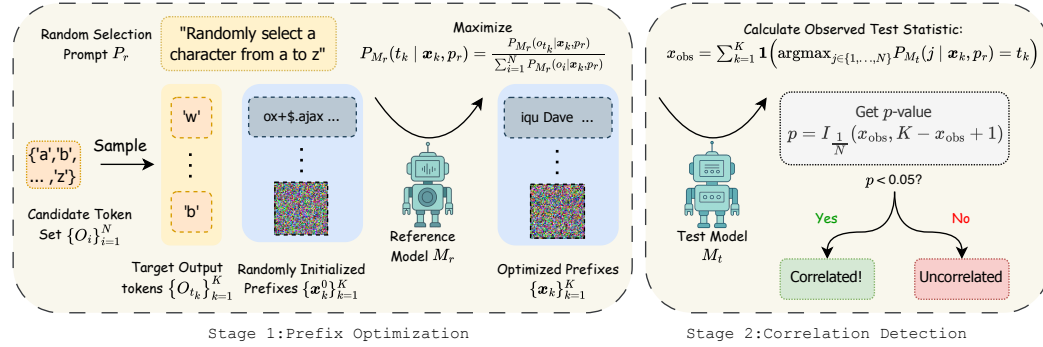 Random Selection
Prompt $P_r$
"Randomly select a
character from a to z"
Maximize
$P_{M_r}(t_k \mid \boldsymbol{x}_k, p_r) = \frac{P_{M_r}(o_{t_k} | \boldsymbol{x}_k, p_r)}{\sum_{i=1}^{N} P_{M_r}(o_i | \boldsymbol{x}_k, p_r)}$
{'a','b',
... ,'z'}
Sample
'w'
'b'
ox+$.ajax ...
iqu Dave ...
Candidate Token
Set $\{O_i\}_{i=1}^{N}$
Target Output
tokens $\{O_{t_k}\}_{k=1}^{K}$
Randomly Initialized
Prefixes $\{\boldsymbol{x}_k^0\}_{k=1}^{K}$
Reference
Model $M_r$
Optimized Prefixes
$\{\boldsymbol{x}_k\}_{k=1}^{K}$
Stage 1:Prefix Optimization
Calculate Observed Test Statistic:
$x_{\text{obs}} = \sum_{k=1}^{K} \mathbf{1}\left(\text{argmax}_{j \in \{1,\ldots,N\}} P_{M_t}(j \mid \boldsymbol{x}_k, p_r) = t_k\right)$
Get $p$-value
$p = I_{\frac{1}{N}}(x_{\text{obs}}, K - x_{\text{obs}} + 1)$
$p < 0.05$?
Yes
No
Test Model
$M_t$
Correlated!
Uncorrelated
Stage 2:Correlation Detection